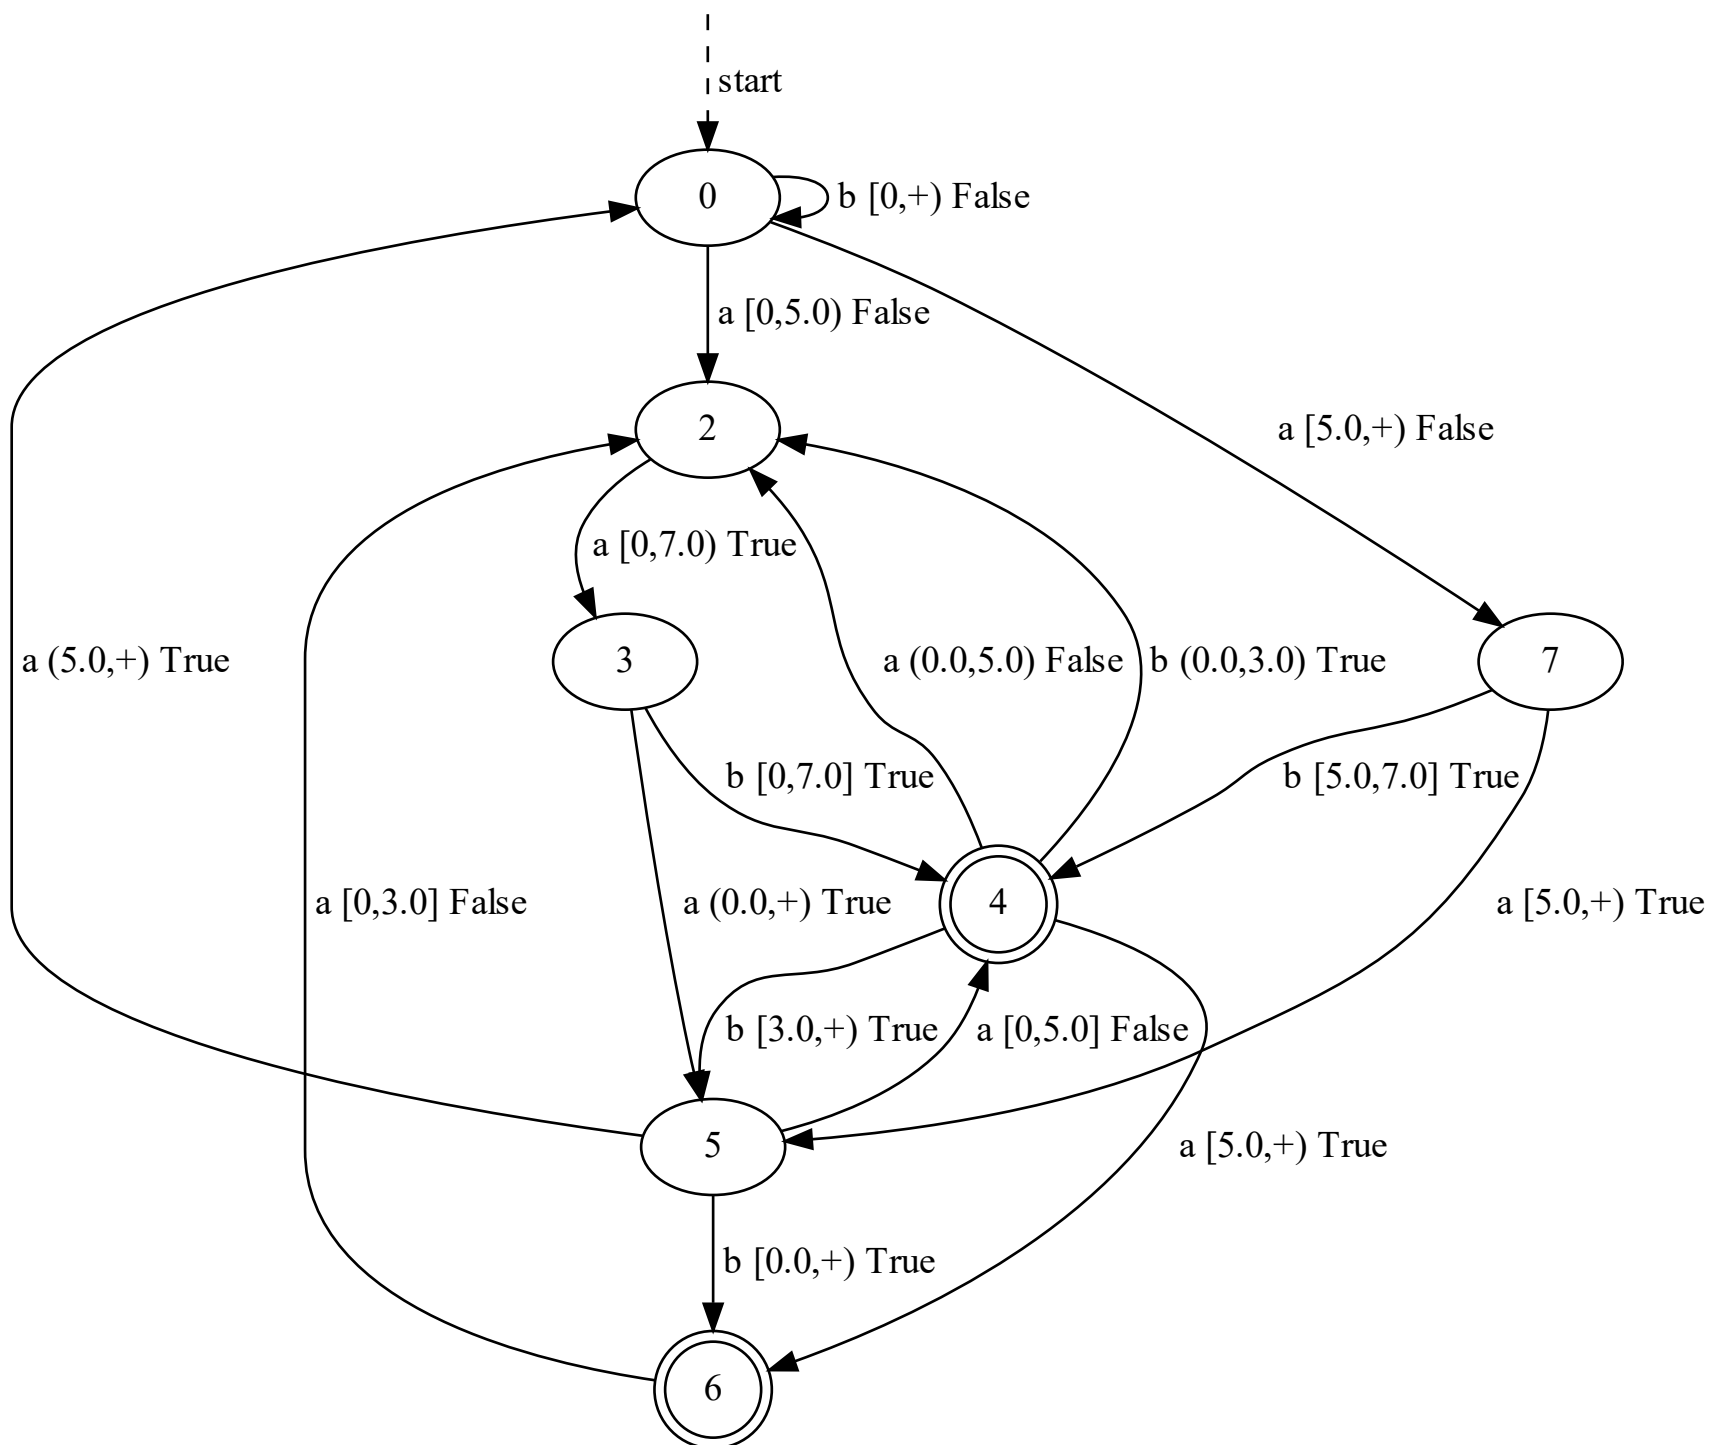 start
0
b [0,+) False
a [0,5.0) False
2
a [5.0,+) False
a [0,7.0) True
a (5.0,+) True
3
a (0.0,5.0) False
b (0.0,3.0) True
7
b [0,7.0] True
b [5.0,7.0] True
a [0,3.0] False
a (0.0,+) True
4
a [5.0,+) True
b [3.0,+) True
a [0,5.0] False
5
a [5.0,+) True
b [0.0,+) True
6